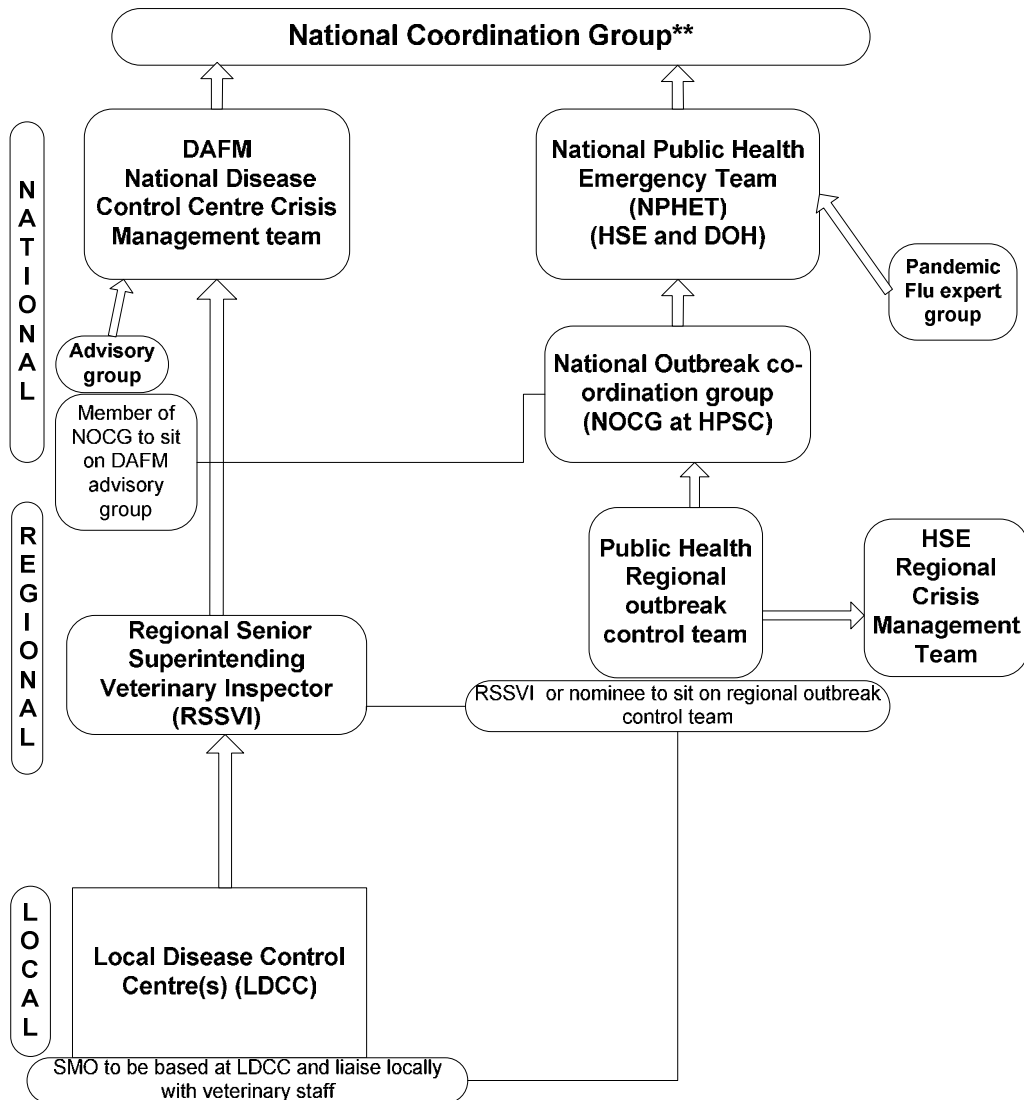 National Coordination Group**
NATIONAL
DAFM
National Disease
Control Centre Crisis
Management team
National Public Health
Emergency Team
(NPHET)
(HSE and DOH)
Pandemic
Flu expert
group
Advisory
group
Member of
NOCG to sit
on DAFM
advisory
group
National Outbreak co-
ordination group
(NOCG at HPSC)
REGIONAL
Public Health
Regional
outbreak
control team
HSE
Regional
Crisis
Management
Team
Regional Senior
Superintending
Veterinary Inspector
(RSSVI)
RSSVI or nominee to sit on regional outbreak
control team
LOCAL
Local Disease Control
Centre(s) (LDCC)
SMO to be based at LDCC and liaise locally
with veterinary staff